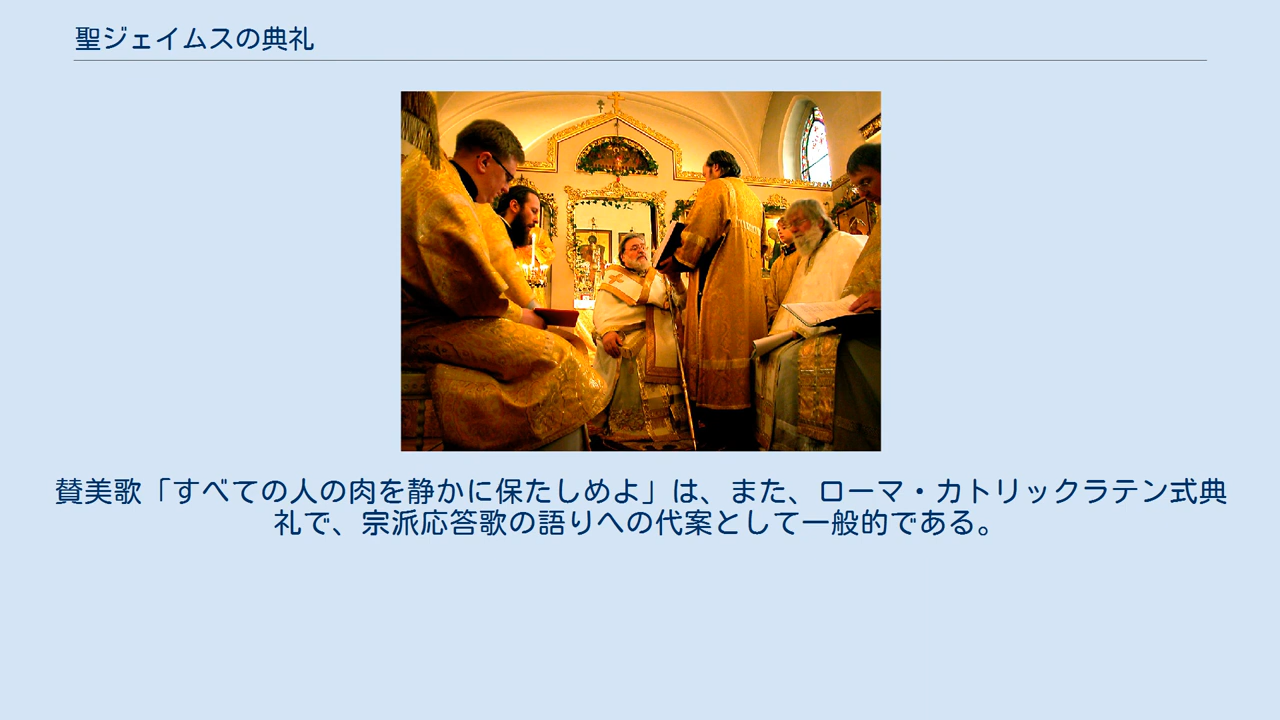 聖ジェイムスの典礼
賛美歌「すべての人の肉を静かに保たしめよ」は、また、ローマ・カトリックラテン式典
礼で、宗派応答歌の語りへの代案として一般的である。